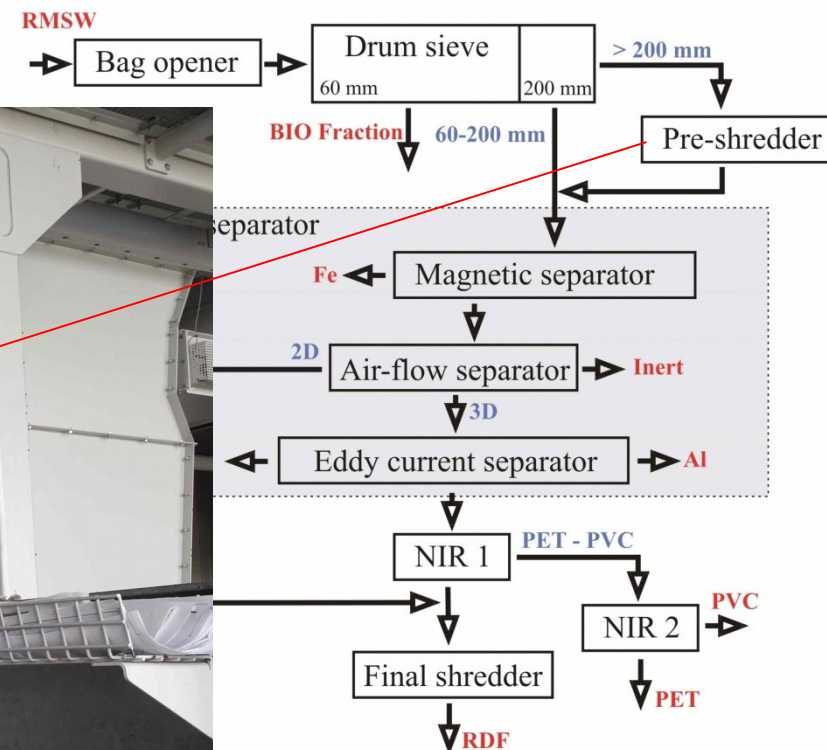 RMSW
Bag opener
Drum sieve
60 mm
200 mm
> 200 mm
BIO Fraction
60-200 mm
Pre-shredder
separator
Fe
Magnetic separator
2D
Air-flow separator
Inert
3D
Eddy current separator
Al
NIR 1
PET - PVC
NIR 2
PVC
Final shredder
PET
RDF